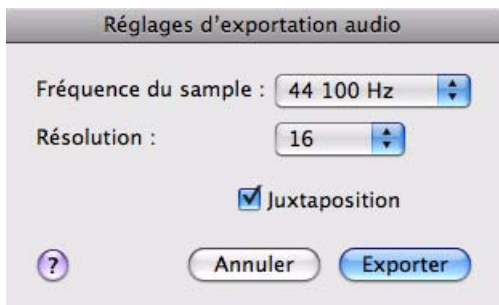 Réglages d'exportation audio
Fréquence du sample : 44 100 Hz
Résolution : 16
Juxtaposition
? Annuler Exporter